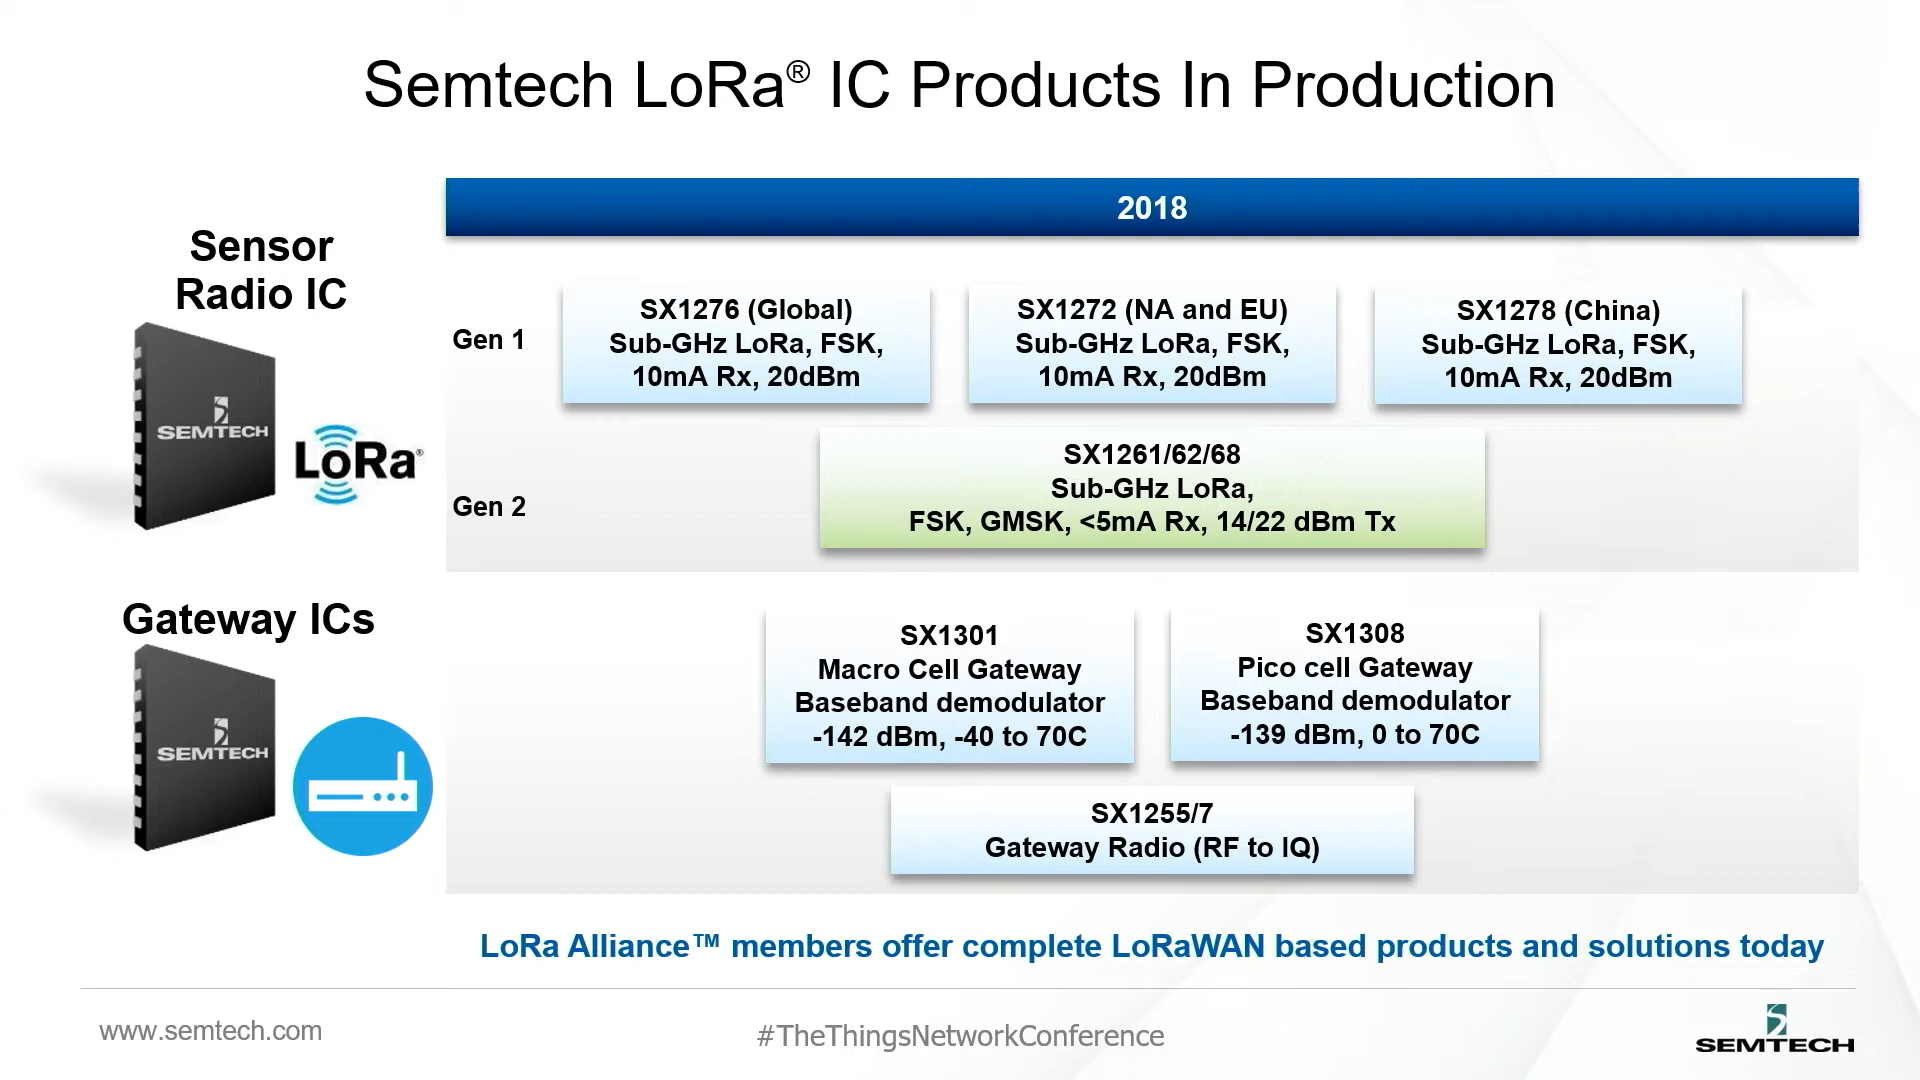 Semtech LoRa® IC Products In Production
2018
Sensor
Radio IC
SEMTECH
LoRa®
Gen 1
SX1276 (Global)
Sub-GHz LoRa, FSK,
10mA Rx, 20dBm
SX1272 (NA and EU)
Sub-GHz LoRa, FSK,
10mA Rx, 20dBm
SX1278 (China)
Sub-GHz LoRa, FSK,
10mA Rx, 20dBm
Gen 2
SX1261/62/68
Sub-GHz LoRa,
FSK, GMSK, <5mA Rx, 14/22 dBm Tx
Gateway ICs
SEMTECH
SX1301
Macro Cell Gateway
Baseband demodulator
-142 dBm, -40 to 70C
SX1308
Pico cell Gateway
Baseband demodulator
-139 dBm, 0 to 70C
SX1255/7
Gateway Radio (RF to IQ)
LoRa Alliance™ members offer complete LoRaWAN based products and solutions today
www.semtech.com
#TheThingsNetworkConference
SEMTECH